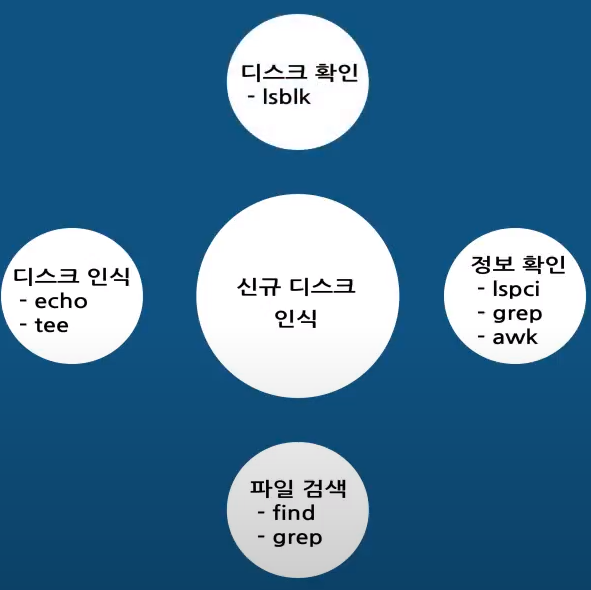 디스크 확인
- lsblk
디스크 인식
- echo
- tee
신규 디스크
인식
정보 확인
- lspci
- grep
- awk
파일 검색
- find
- grep